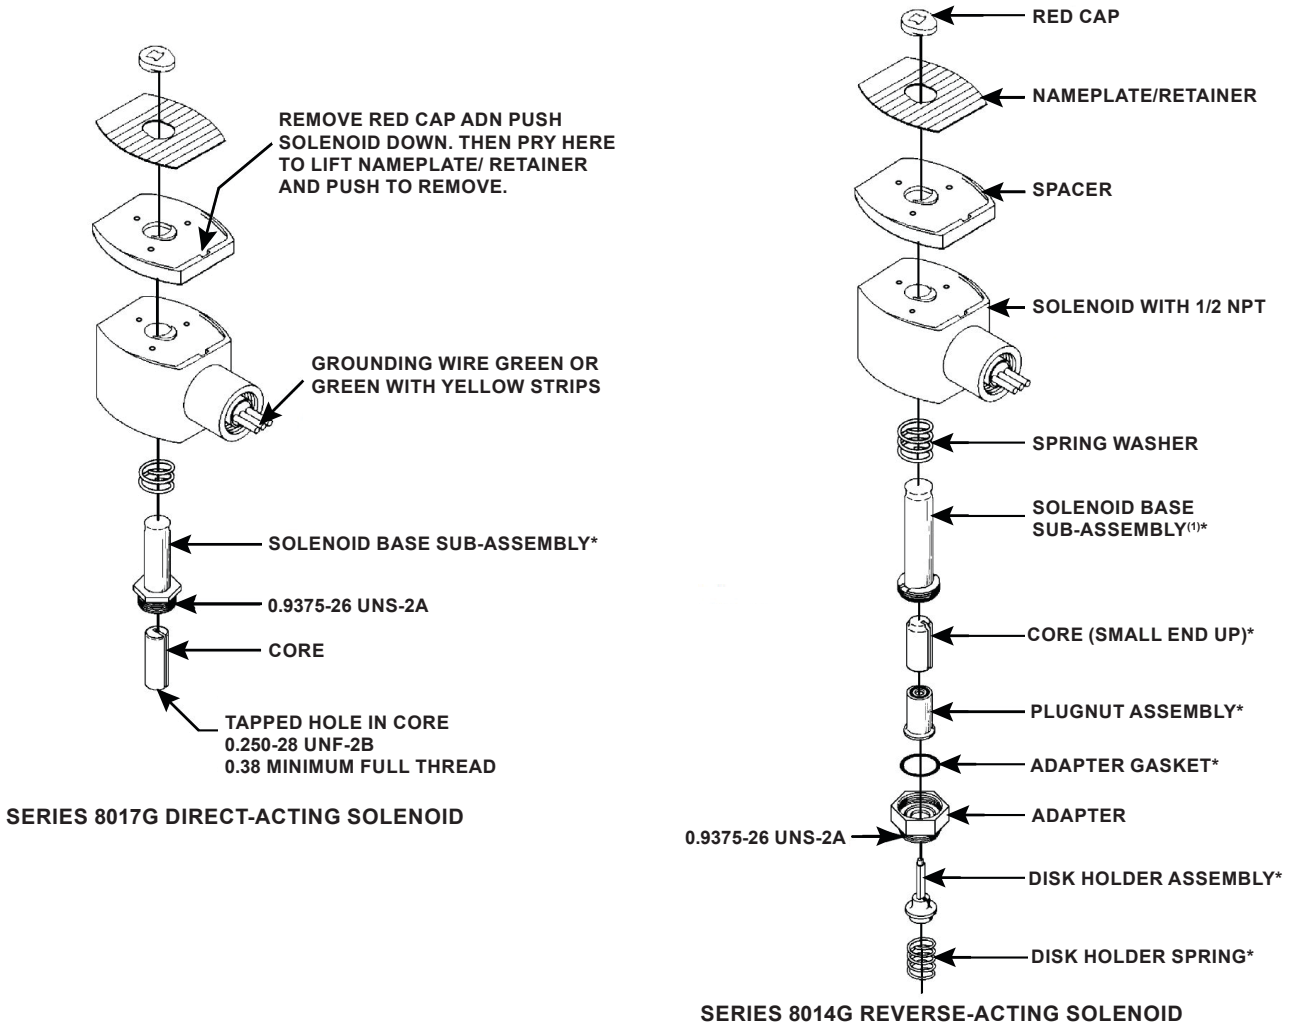 REMOVE RED CAP ADN PUSH
SOLENOID DOWN. THEN PRY HERE
TO LIFT NAMEPLATE/ RETAINER
AND PUSH TO REMOVE.
GROUNDING WIRE GREEN OR
GREEN WITH YELLOW STRIPS
SOLENOID BASE SUB-ASSEMBLY*
0.9375-26 UNS-2A
CORE
TAPPED HOLE IN CORE
0.250-28 UNF-2B
0.38 MINIMUM FULL THREAD
SERIES 8017G DIRECT-ACTING SOLENOID
RED CAP
NAMEPLATE/RETAINER
SPACER
SOLENOID WITH 1/2 NPT
SPRING WASHER
SOLENOID BASE
SUB-ASSEMBLY(1)*
CORE (SMALL END UP)*
PLUGNUT ASSEMBLY*
ADAPTER GASKET*
ADAPTER
0.9375-26 UNS-2A
DISK HOLDER ASSEMBLY*
DISK HOLDER SPRING*
SERIES 8014G REVERSE-ACTING SOLENOID